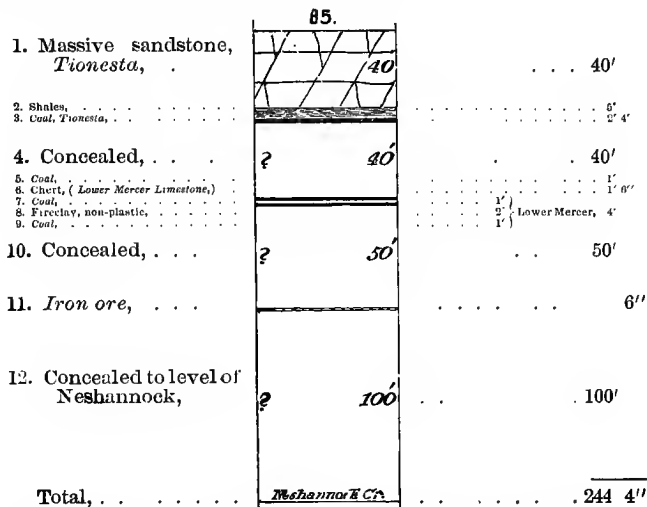 85.
1. Massive sandstone,
Tionesta, . 40 . . . 40'
2. Shales, . . . . . . . . . . . . . . . . . . 5'
3. Coal, Tionesta, . . . . . . . . . . . . . . 2' 4'
4. Concealed, . . . ? 40' . 40'
5. Coal, . . . . . . . . . . . . . . . . . . 1'
6. Chert, (Lower Mercer Limestone,) . . . . . . . . 1' 6"
7. Coal, . . . . . . . . . . . . . . 1'
8. Fireclay, non-plastic, . . . . . . . . . . 2' } Lower Mercer, 4'
9. Coal, . . . . . . . . . . . . . . 1'
10. Concealed, . . . ? 50' . . 50'
11. Iron ore, . . . . . . . . . 6"
12. Concealed to level of
Neshannock, ? 100' . . . 100'
Total, . . . . . . Neshannock Cr. . . . . . . 244 4"